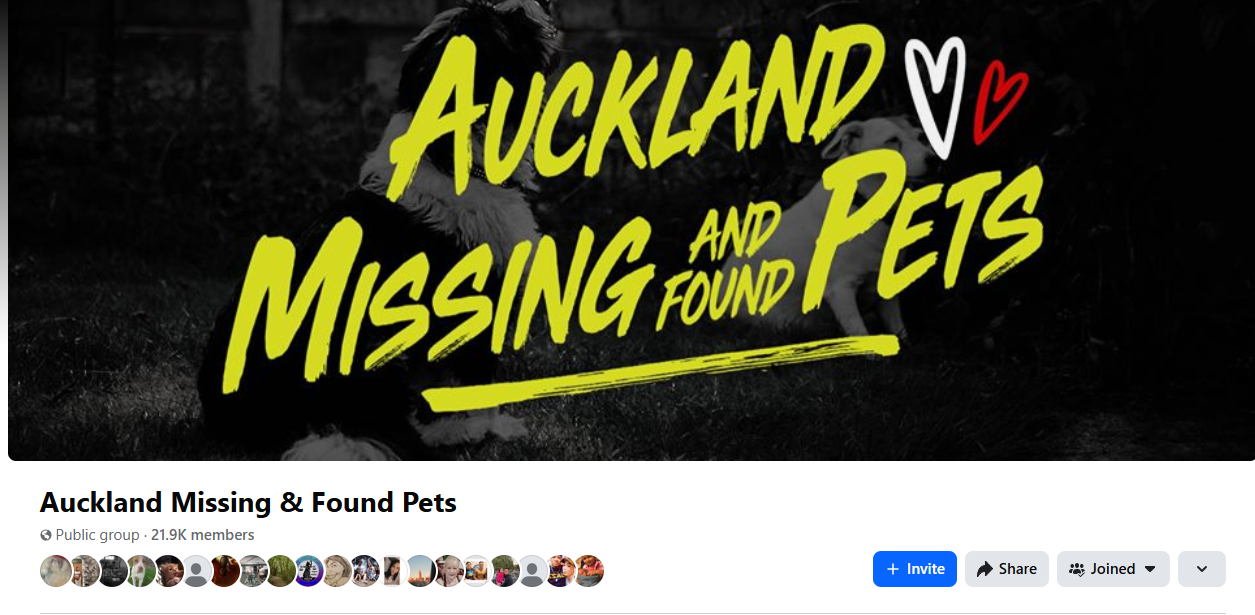 AUCKLAND
MISSING AND FOUND PETS
Auckland Missing & Found Pets
Public group · 21.9K members
+ Invite
Share
Joined